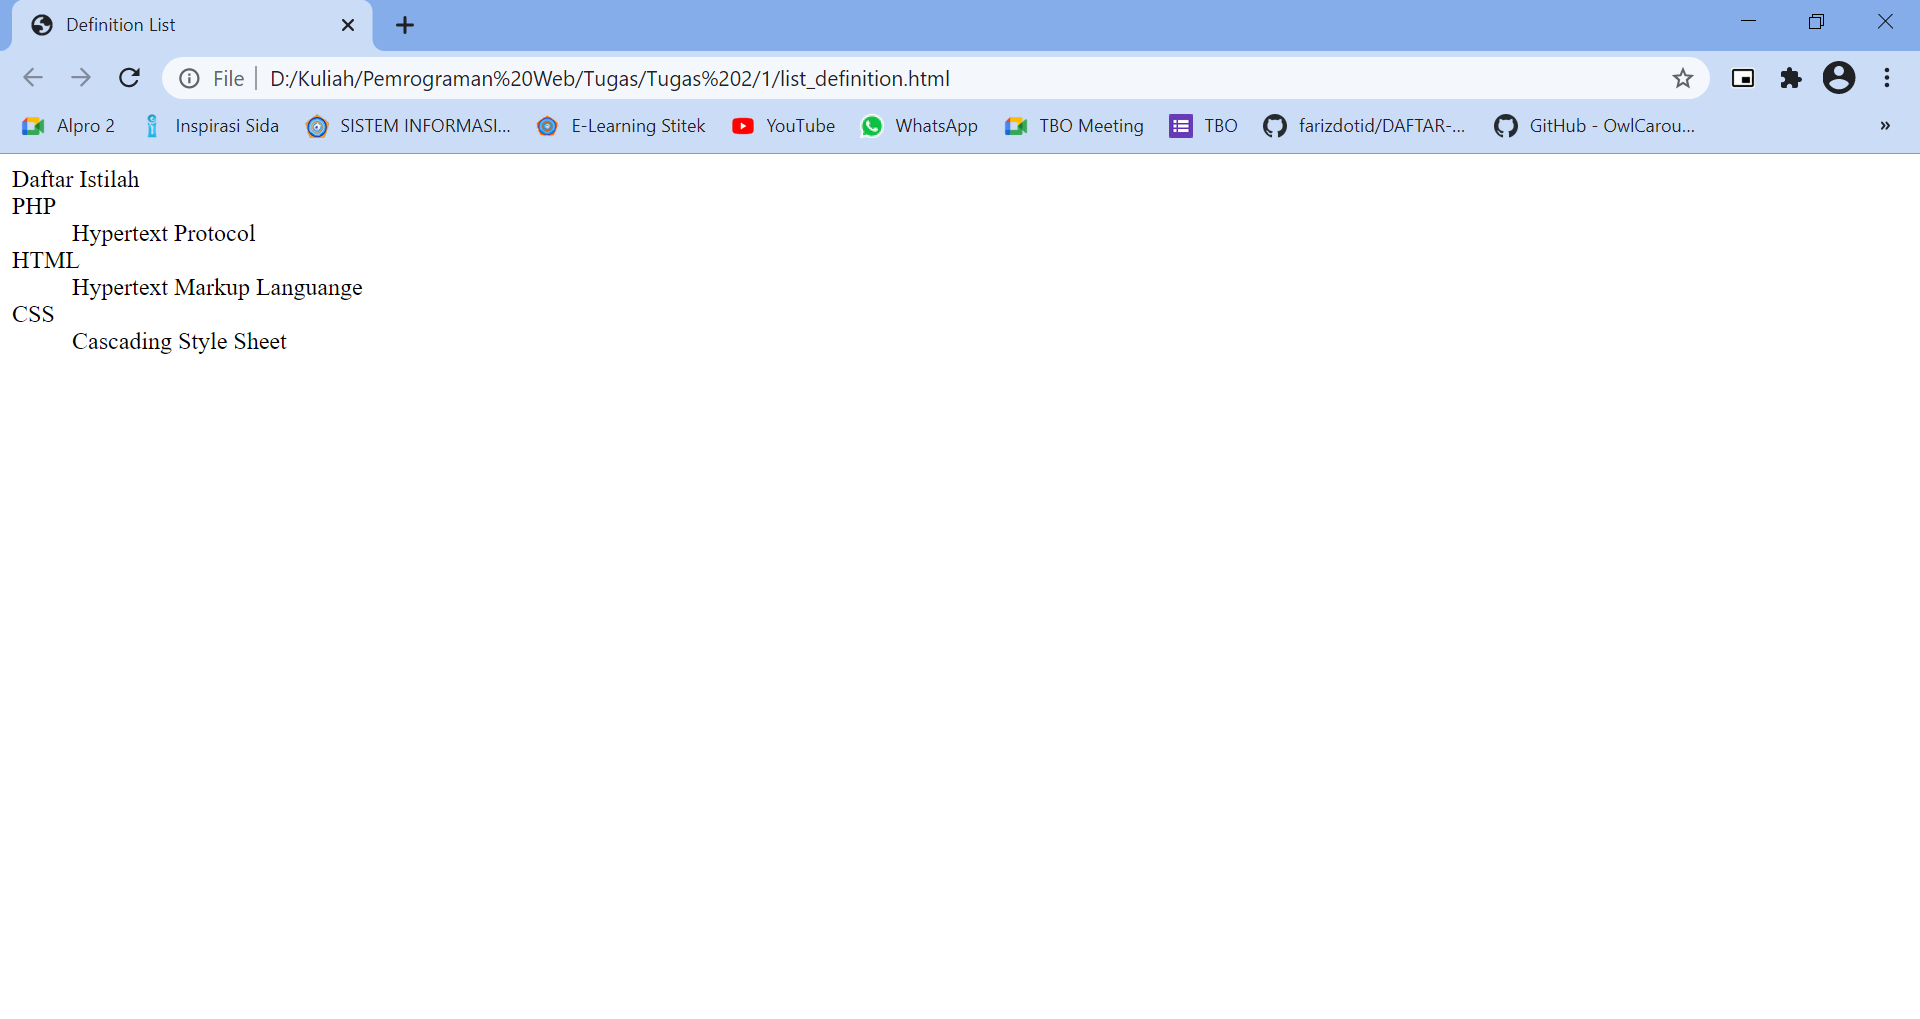 Definition List
File D:/Kuliah/Pemrograman%20Web/Tugas/Tugas%202/1/list_definition.html
Alpro 2 Inspirasi Sida SISTEM INFORMASI... E-Learning Stitek YouTube WhatsApp TBO Meeting TBO farizdotid/DAFTAR-... GitHub - OwlCarou... »
Daftar Istilah
PHP
Hypertext Protocol
HTML
Hypertext Markup Languange
CSS
Cascading Style Sheet